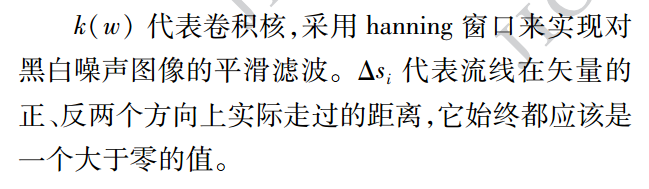 k(w) 代表卷积核,采用 hanning 窗口来实现对
黑白噪声图像的平滑滤波。Δsᵢ 代表流线在矢量的
正、反两个方向上实际走过的距离,它始终都应该是
一个大于零的值。